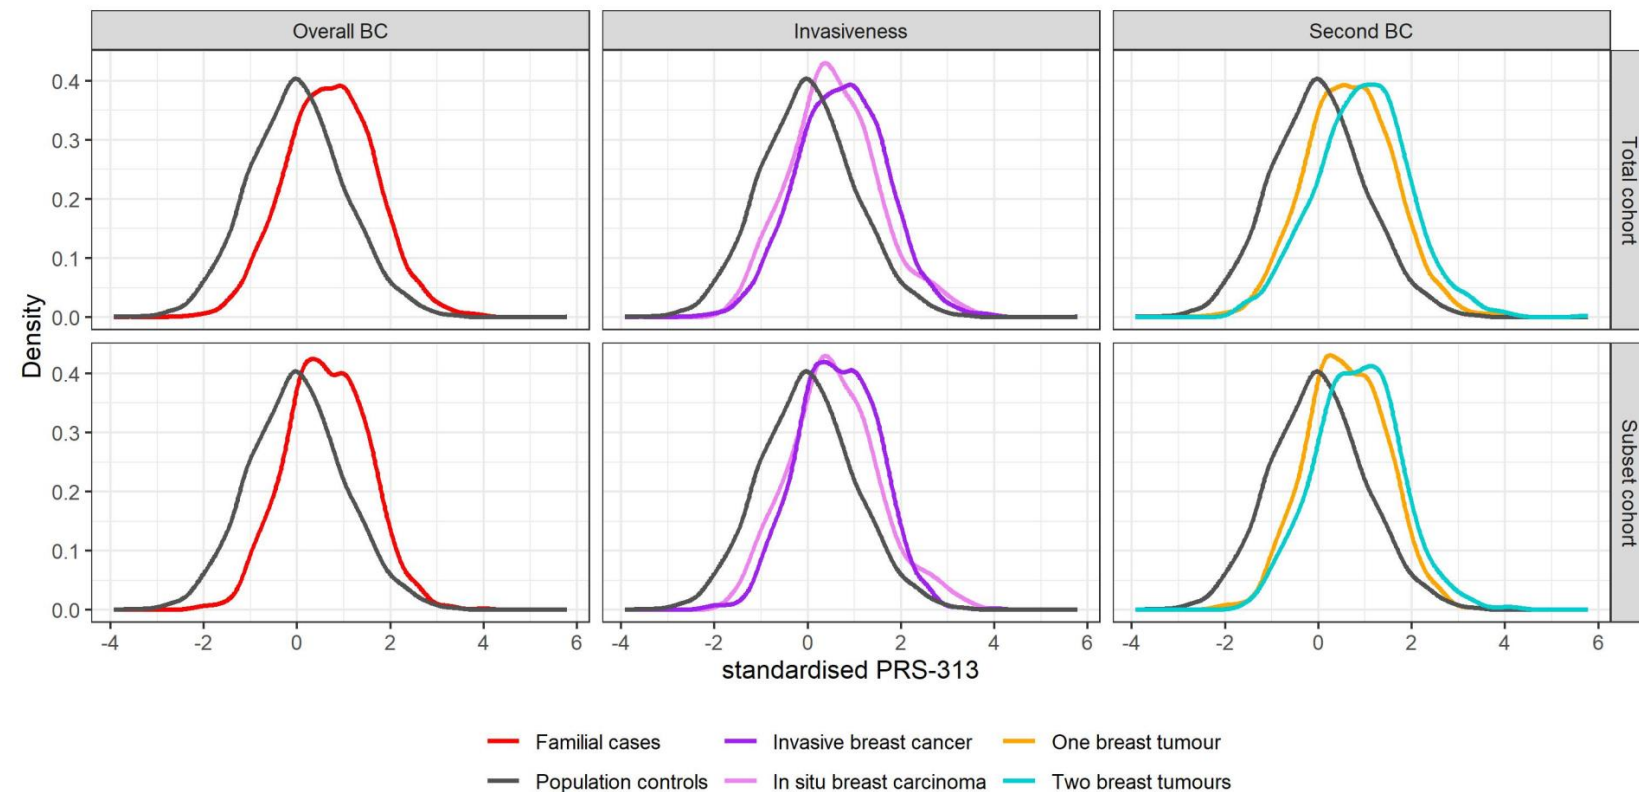 Overall BC
Invasiveness
Second BC
Density
0.4
0.3
0.2
0.1
0.0
Total cohort
0.4
0.3
0.2
0.1
0.0
Subset cohort
-4 -2 0 2 4 6
-4 -2 0 2 4 6
-4 -2 0 2 4 6
standardised PRS-313
Familial cases
Invasive breast cancer
One breast tumour
Population controls
In situ breast carcinoma
Two breast tumours